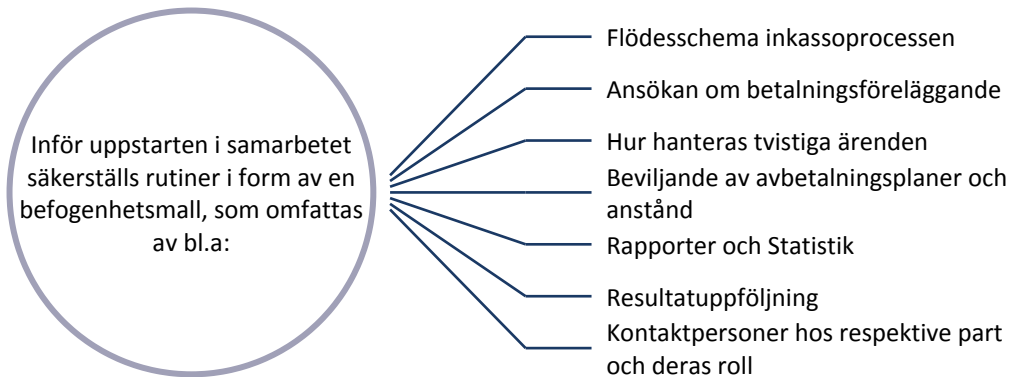 Inför uppstarten i samarbetet
säkerställs rutiner i form av en
befogenhetsmall, som omfattas
av bl.a:
Flödesschema inkassoprocessen
Ansökan om betalningsföreläggande
Hur hanteras tvistiga ärenden
Beviljande av avbetalningsplaner och
anstånd
Rapporter och Statistik
Resultatuppföljning
Kontaktpersoner hos respektive part
och deras roll